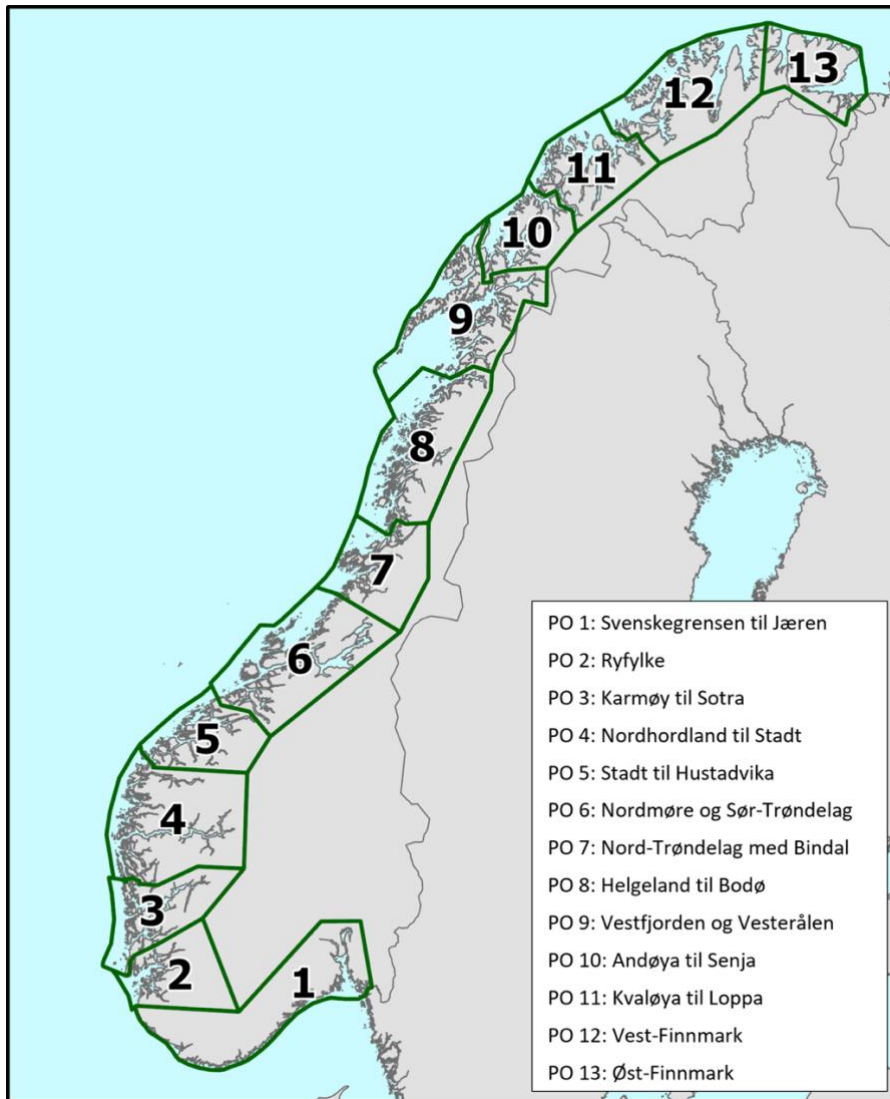 13
12
11
10
9
8
7
6
5
4
3
2
1
PO 1: Svenskegrensen til Jæren
PO 2: Ryfylke
PO 3: Karmøy til Sotra
PO 4: Nordhordland til Stadt
PO 5: Stadt til Hustadvika
PO 6: Nordmøre og Sør-Trøndelag
PO 7: Nord-Trøndelag med Bindal
PO 8: Helgeland til Bodø
PO 9: Vestfjorden og Vesterålen
PO 10: Andøya til Senja
PO 11: Kvaløya til Loppa
PO 12: Vest-Finnmark
PO 13: Øst-Finnmark